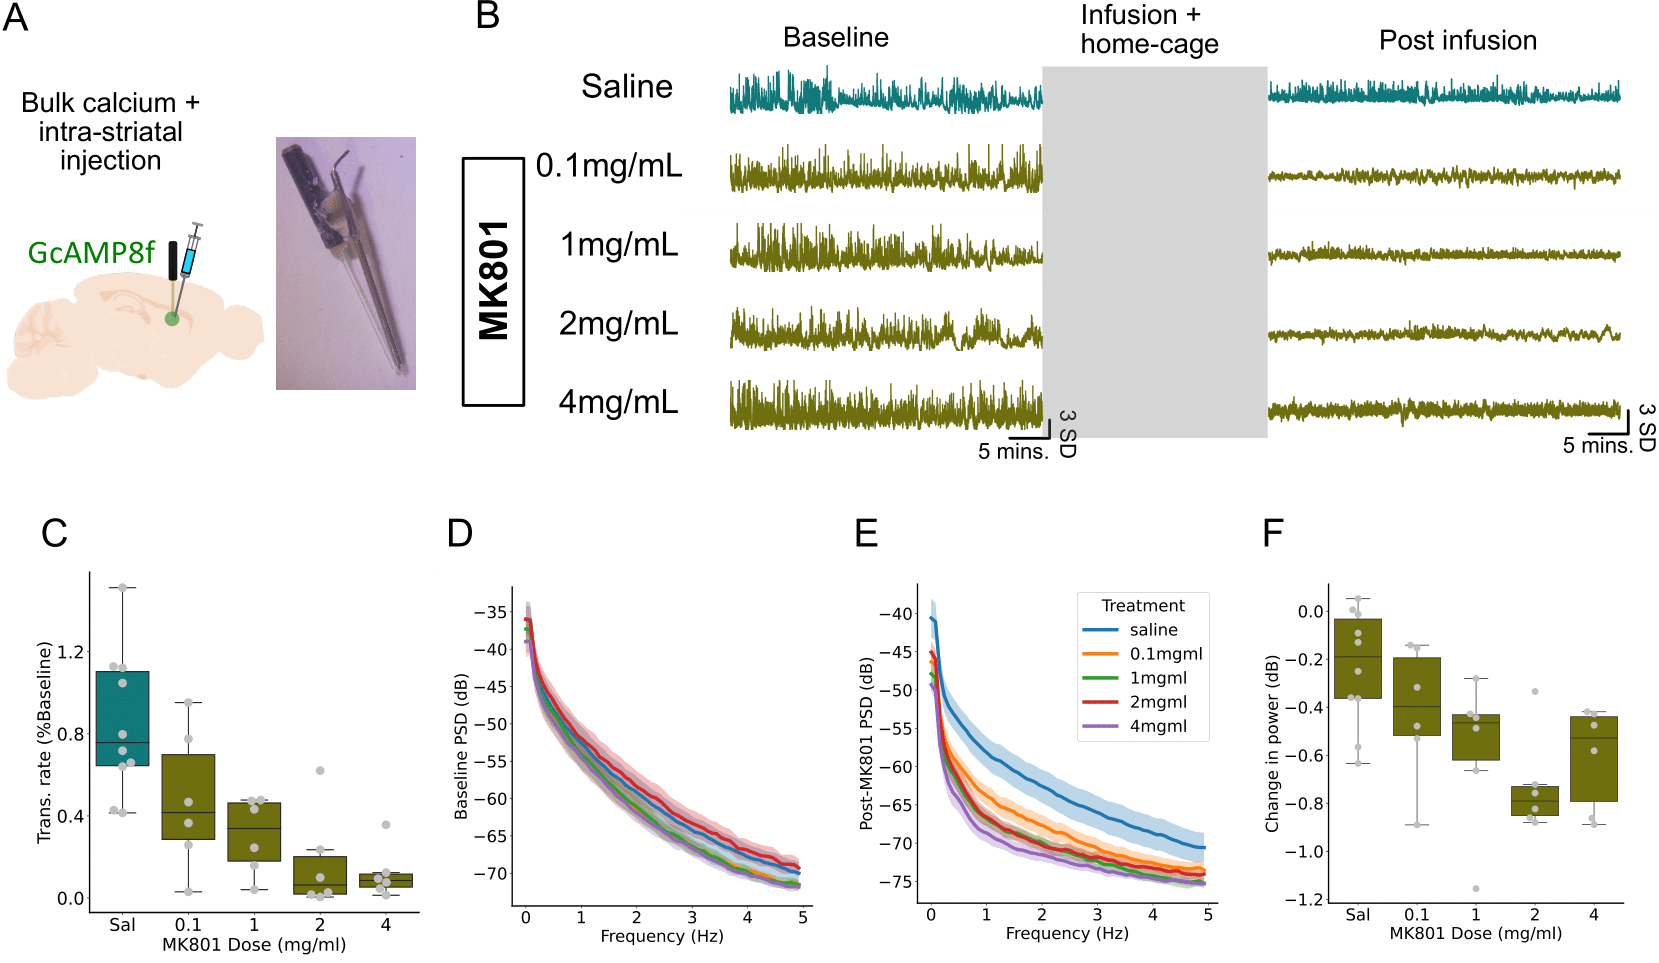 A
Bulk calcium +
intra-striatal
injection
GcAMP8f
B
Baseline
Infusion +
home-cage
Post infusion
Saline
MK801
0.1mg/mL
1mg/mL
2mg/mL
4mg/mL
3 SD
5 mins.
3 SD
5 mins.
C
Trans. rate (%Baseline)
1.2
0.8
0.4
0.0
Sal 0.1 1 2 4
MK801 Dose (mg/ml)
D
Baseline PSD (dB)
−35
−40
−45
−50
−55
−60
−65
−70
0 1 2 3 4 5
Frequency (Hz)
E
Post-MK801 PSD (dB)
−40
−45
−50
−55
−60
−65
−70
−75
0 1 2 3 4 5
Frequency (Hz)
Treatment
saline
0.1mgml
1mgml
2mgml
4mgml
F
Change in power (dB)
0.0
−0.2
−0.4
−0.6
−0.8
−1.0
−1.2
Sal 0.1 1 2 4
MK801 Dose (mg/ml)